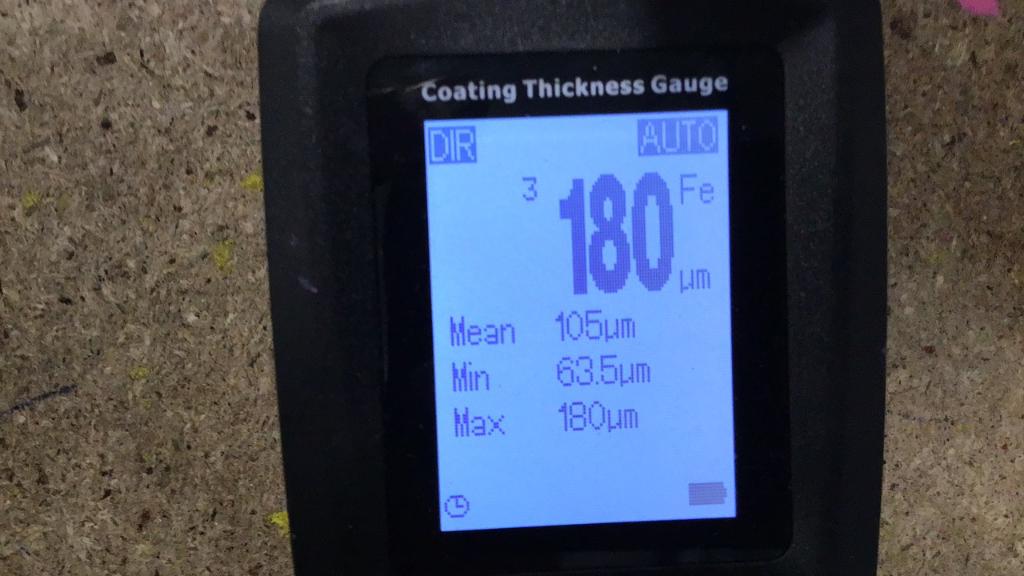 Coating Thickness Gauge
DIR AUTO
3 180 Fe
µm
Mean 105µm
Min 63.5µm
Max 180µm